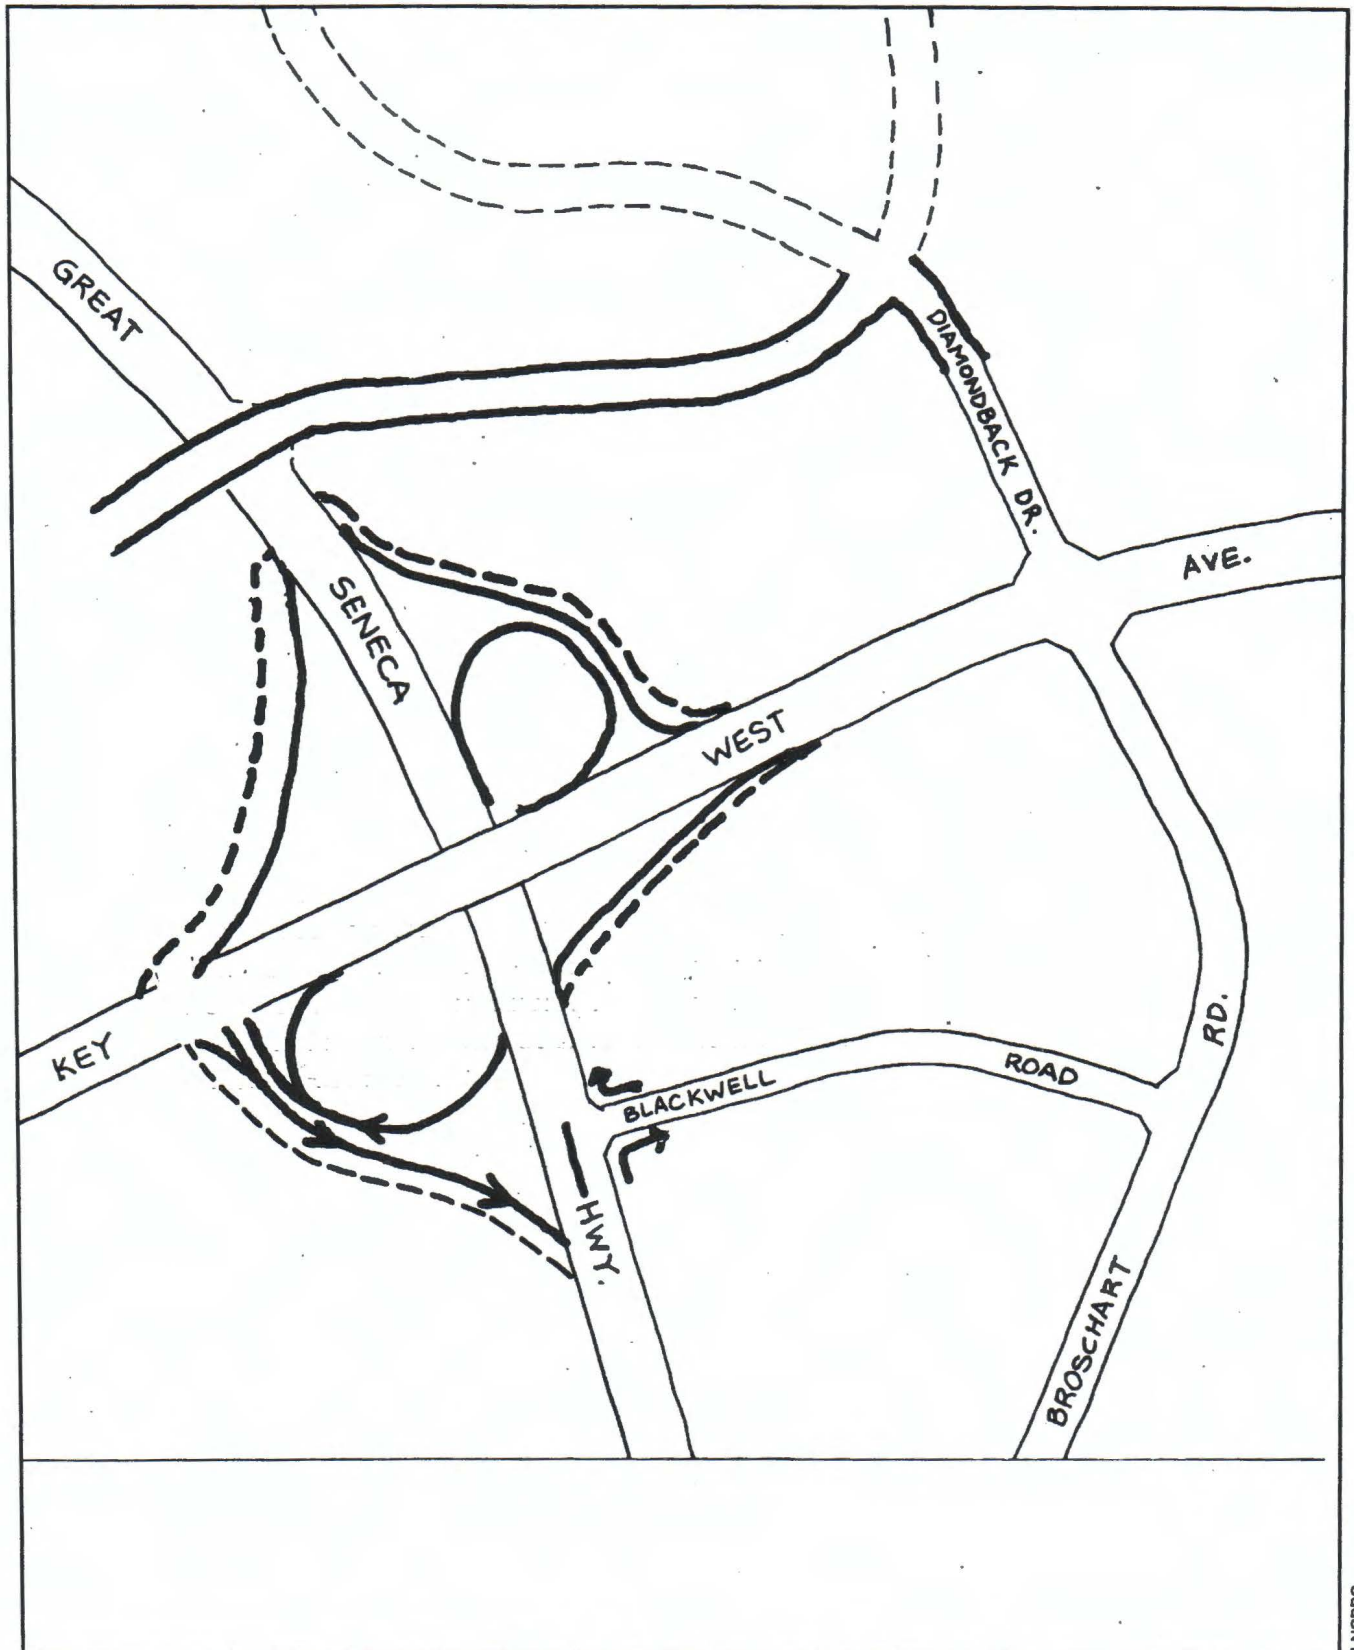 GREAT
SENECA
HWY.
DIAMONDBACK DR.
KEY
WEST
AVE.
BLACKWELL
ROAD
BROSCHART
RD.